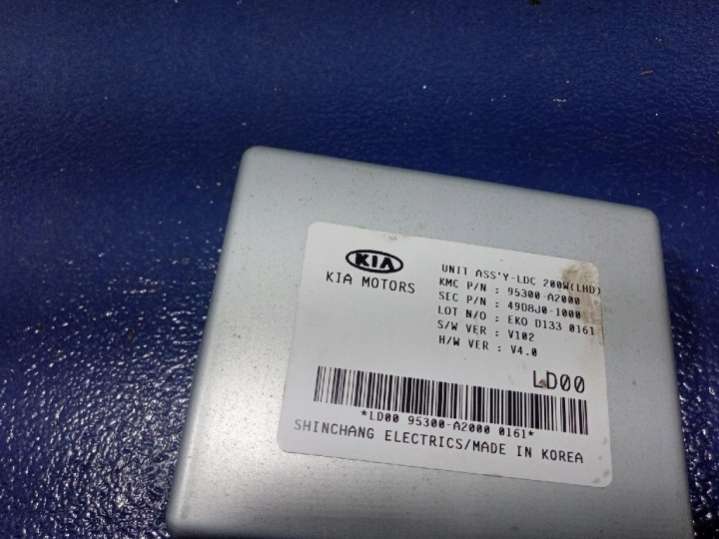 KIA
KIA MOTORS
UNIT ASS'Y-LDC 200W(LHD)
KMC P/N : 95300-A2000
SEC P/N : 49D8J0-1000
LOT N/O : EKO D133 0161
S/W VER : V102
H/W VER : V4.0
LD00
*LD00 95300-A2000 0161*
SHINCHANG ELECTRICS/MADE IN KOREA